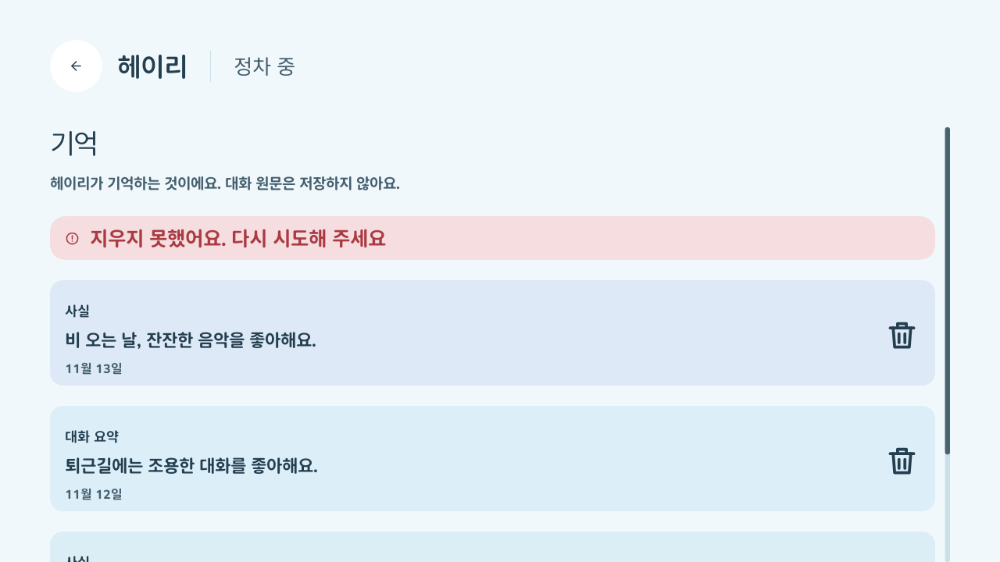 헤이리
정차 중
기억
헤이리가 기억하는 것이에요. 대화 원문은 저장하지 않아요.
지우지 못했어요. 다시 시도해 주세요
사실
비 오는 날, 잔잔한 음악을 좋아해요.
11월 13일
대화 요약
퇴근길에는 조용한 대화를 좋아해요.
11월 12일
사실